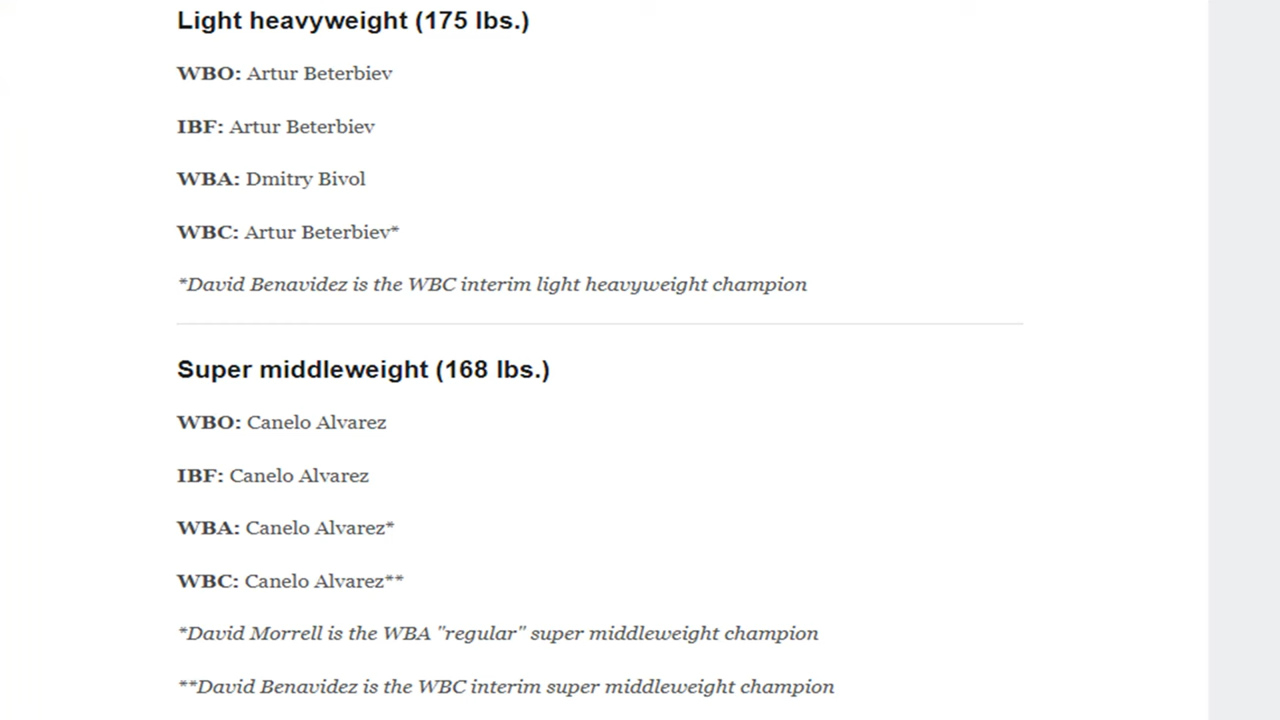 Light heavyweight (175 lbs.)
WBO: Artur Beterbiev
IBF: Artur Beterbiev
WBA: Dmitry Bivol
WBC: Artur Beterbiev*
*David Benavidez is the WBC interim light heavyweight champion
Super middleweight (168 lbs.)
WBO: Canelo Alvarez
IBF: Canelo Alvarez
WBA: Canelo Alvarez*
WBC: Canelo Alvarez**
*David Morrell is the WBA "regular" super middleweight champion
**David Benavidez is the WBC interim super middleweight champion